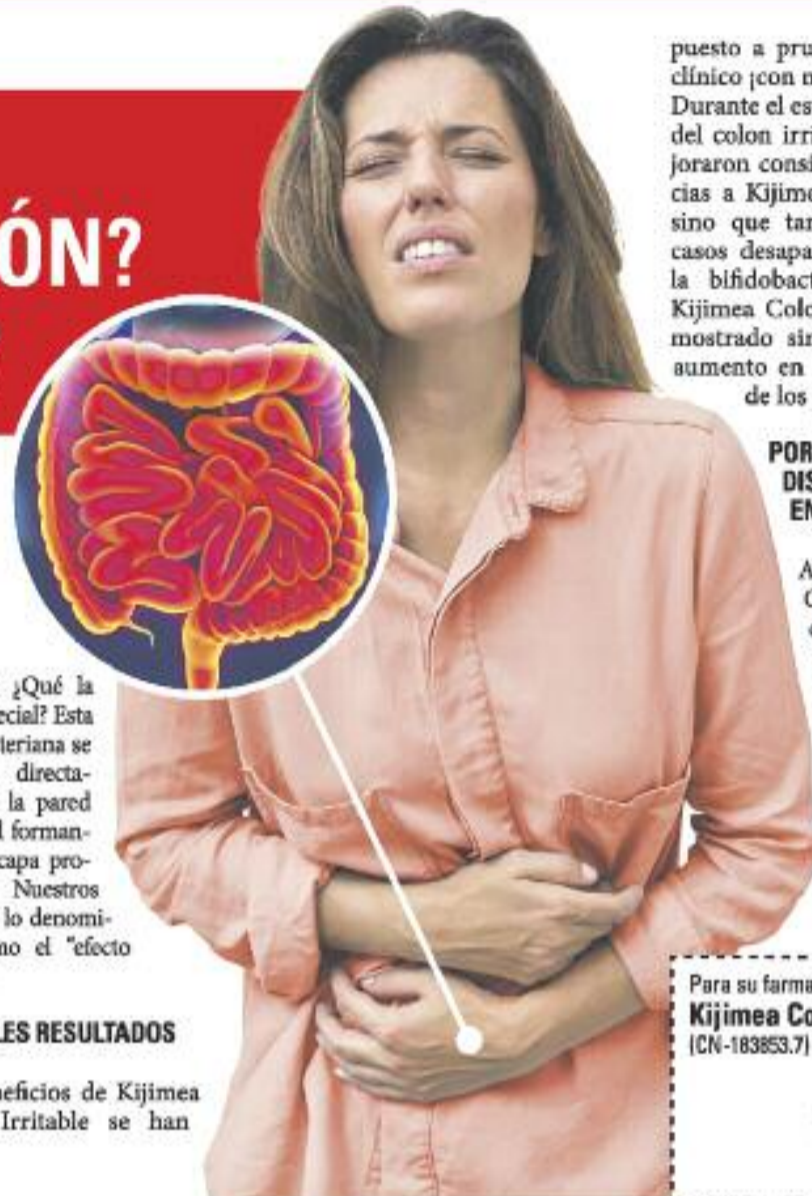 ÓN?
¿Qué la
ecial? Esta
teriana se
directa-
la pared
l forman-
capa pro-
Nuestros
lo denomi-
mo el "efecto
LES RESULTADOS
neficios de Kijimea
Irritable se han
puesto a pru
clínico ¡con n
Durante el es
del colon irri
joraron consi
cias a Kijime
sino que tar
casos desapa
la bifidobact
Kijimea Colo
mostrado sin
aumento en
de los
POR
DIS
EN
A
Para su farma
Kijimea Co
(CN-183853.7)